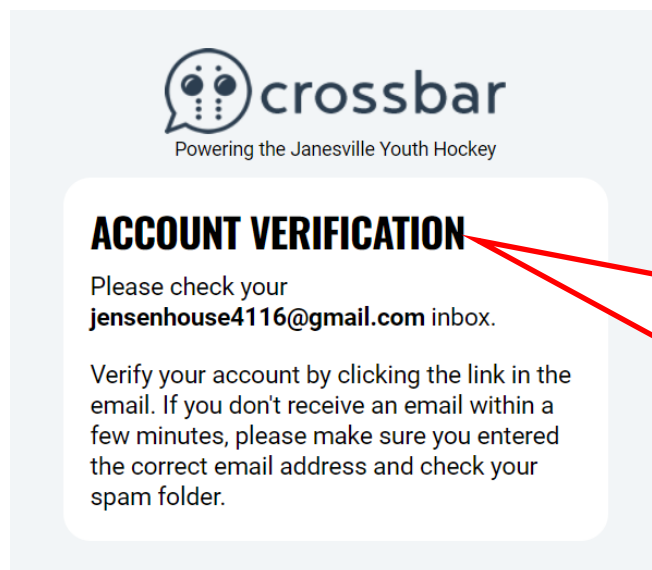 crossbar
Powering the Janesville Youth Hockey
ACCOUNT VERIFICATION
Please check your
jensenhouse4116@gmail.com inbox.
Verify your account by clicking the link in the
email. If you don't receive an email within a
few minutes, please make sure you entered
the correct email address and check your
spam folder.